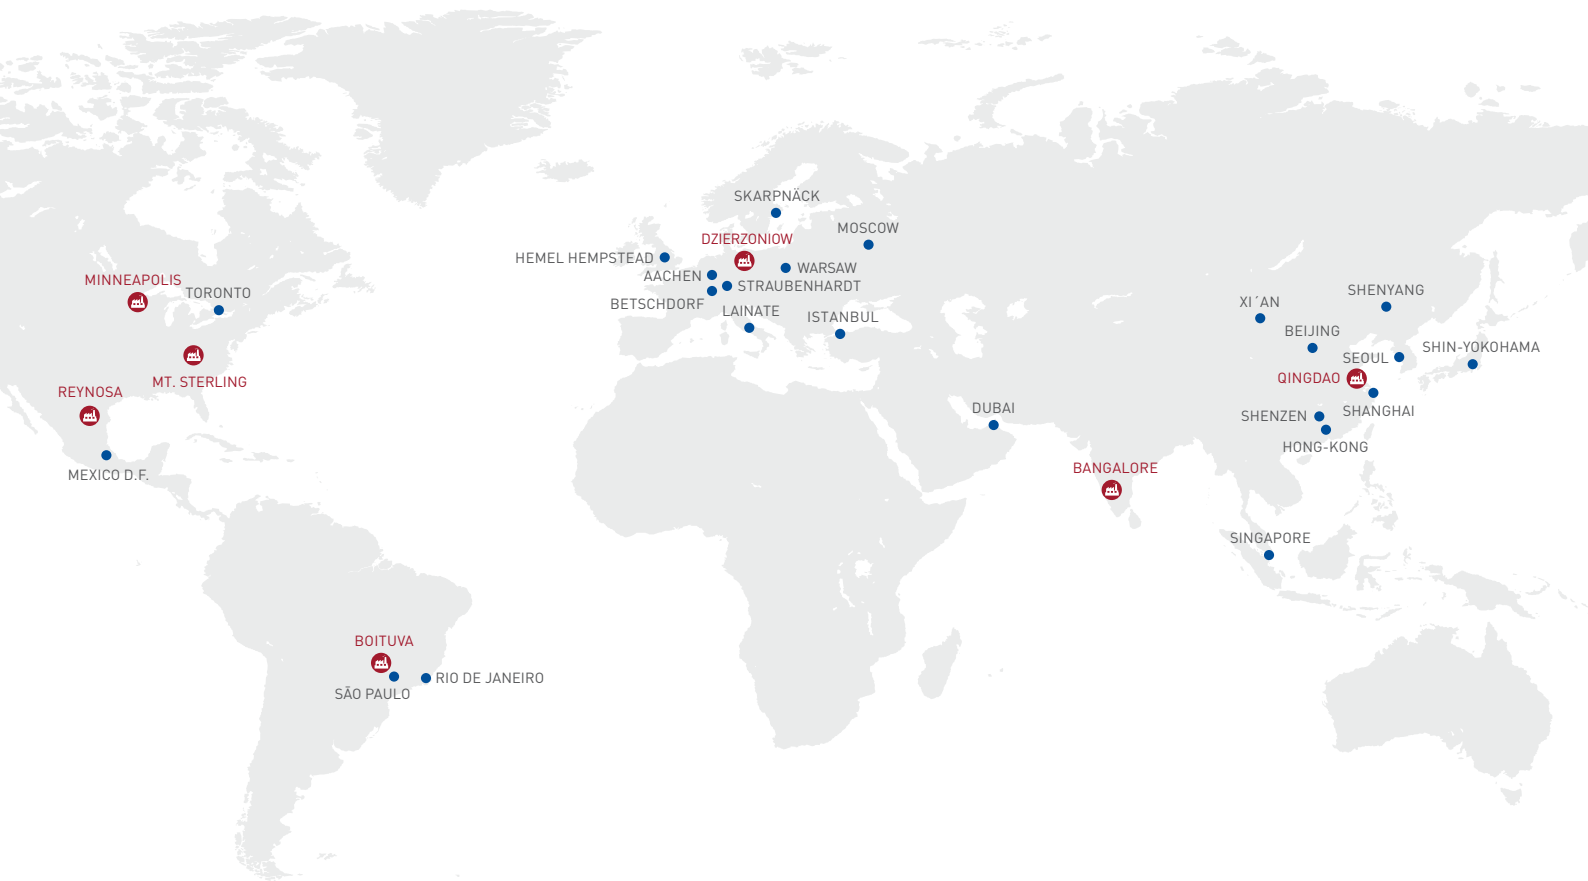 SKARPNÄCK
MOSCOW
DZIERZONIOW
HEMEL HEMPSTEAD
WARSAW
AACHEN
STRAUBENHARDT
BETSCHDORF
LAINATE
ISTANBUL
MINNEAPOLIS
TORONTO
MT. STERLING
REYNOSA
MEXICO D.F.
XI´AN
SHENYANG
BEIJING
SEOUL
SHIN-YOKOHAMA
QINGDAO
SHANGHAI
SHENZEN
HONG-KONG
DUBAI
BANGALORE
SINGAPORE
BOITUVA
RIO DE JANEIRO
SÃO PAULO